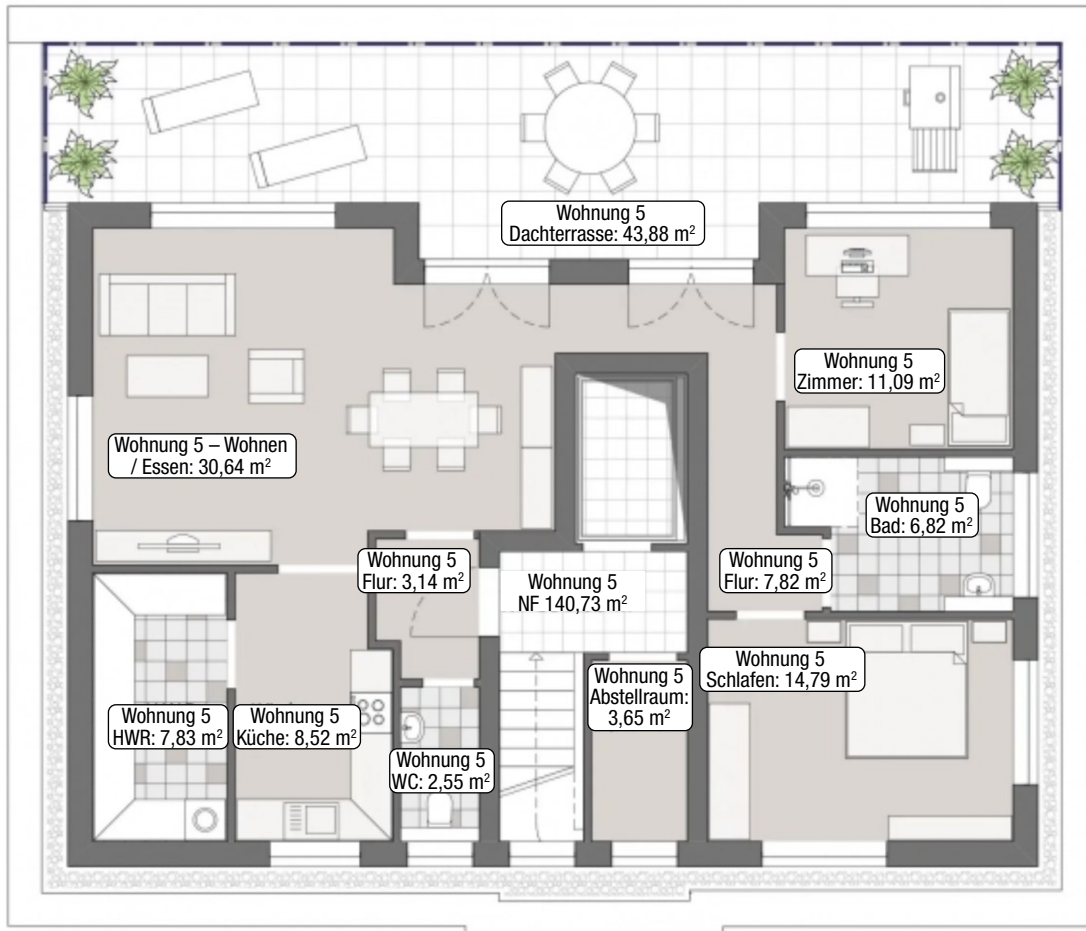 Wohnung 5
Dachterrasse: 43,88 m²
Wohnung 5
Zimmer: 11,09 m²
Wohnung 5 – Wohnen
/ Essen: 30,64 m²
Wohnung 5
Bad: 6,82 m²
Wohnung 5
Flur: 3,14 m²
Wohnung 5
NF 140,73 m²
Wohnung 5
Flur: 7,82 m²
Wohnung 5
Schlafen: 14,79 m²
Wohnung 5
Abstellraum:
3,65 m²
Wohnung 5
HWR: 7,83 m²
Wohnung 5
Küche: 8,52 m²
Wohnung 5
WC: 2,55 m²